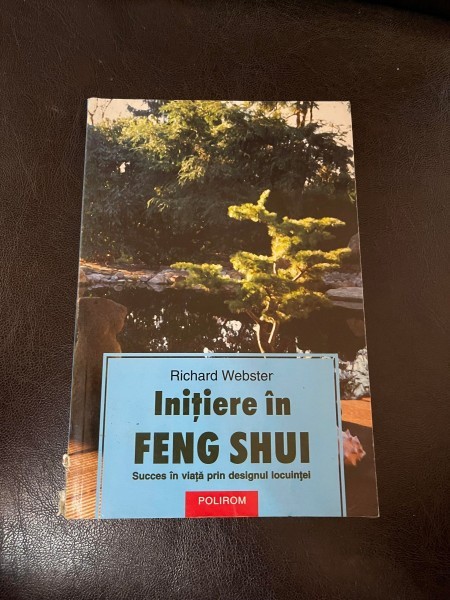 Richard Webster
Inițiere în
FENG SHUI
Succes în viață prin designul locuinței
POLIROM